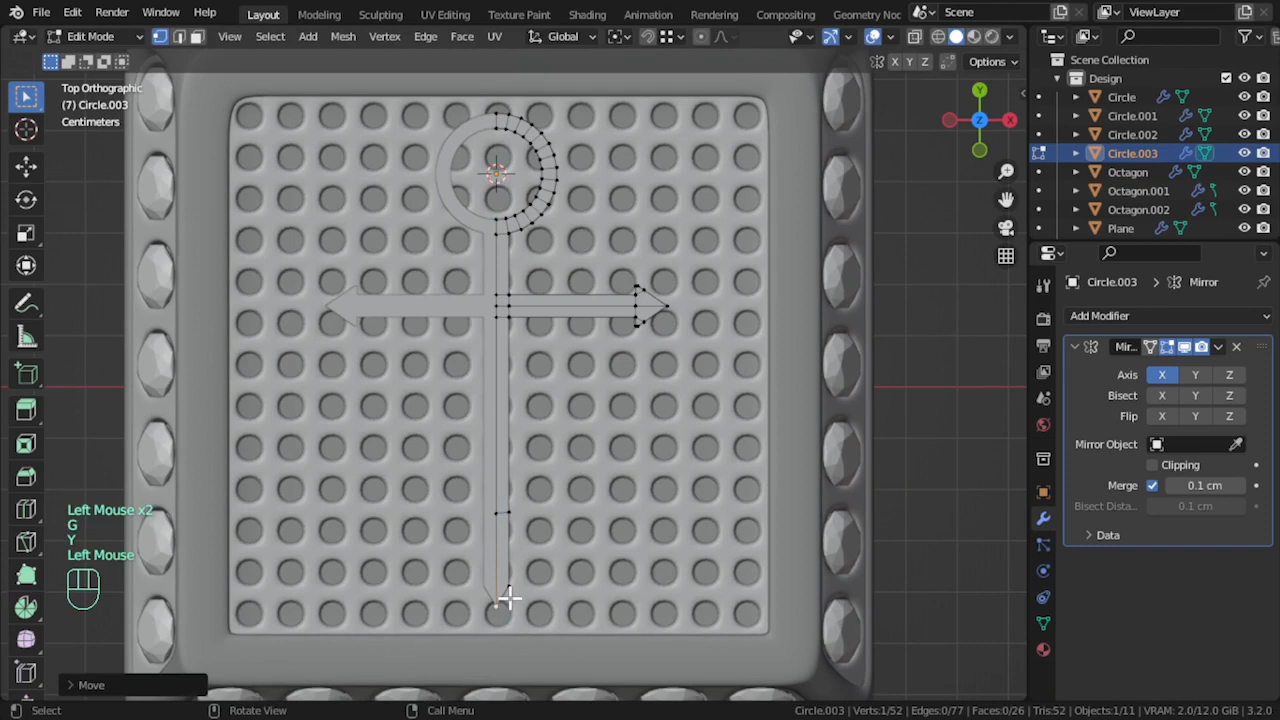 File Edit Render Window Help Layout Modeling Sculpting UV Editing Texture Paint Shading Animation Rendering Compositing Geometry Noc Scene ViewLayer
Edit Mode View Select Add Mesh Vertex Edge Face UV Global
X Y Z Options
Top Orthographic
(7) Circle.003
Centimeters
Y
Z
X
Scene Collection
Design
Circle
Circle.001
Circle.002
Circle.003
Octagon
Octagon.001
Octagon.002
Plane
Circle.003 > Mirror
Add Modifier
Mir...
Axis X Y Z
Bisect X Y Z
Flip X Y Z
Mirror Object
Clipping
Merge 0.1 cm
Bisect Dista... 0.1 cm
> Data
Left Mouse x2
G
Y
Left Mouse
> Move
Select Rotate View Call Menu Circle.003 | Verts:1/52 | Edges:0/77 | Faces:0/26 | Tris:52 | Objects:1/11 | VRAM: 2.0/12.0 GiB | 3.2.0